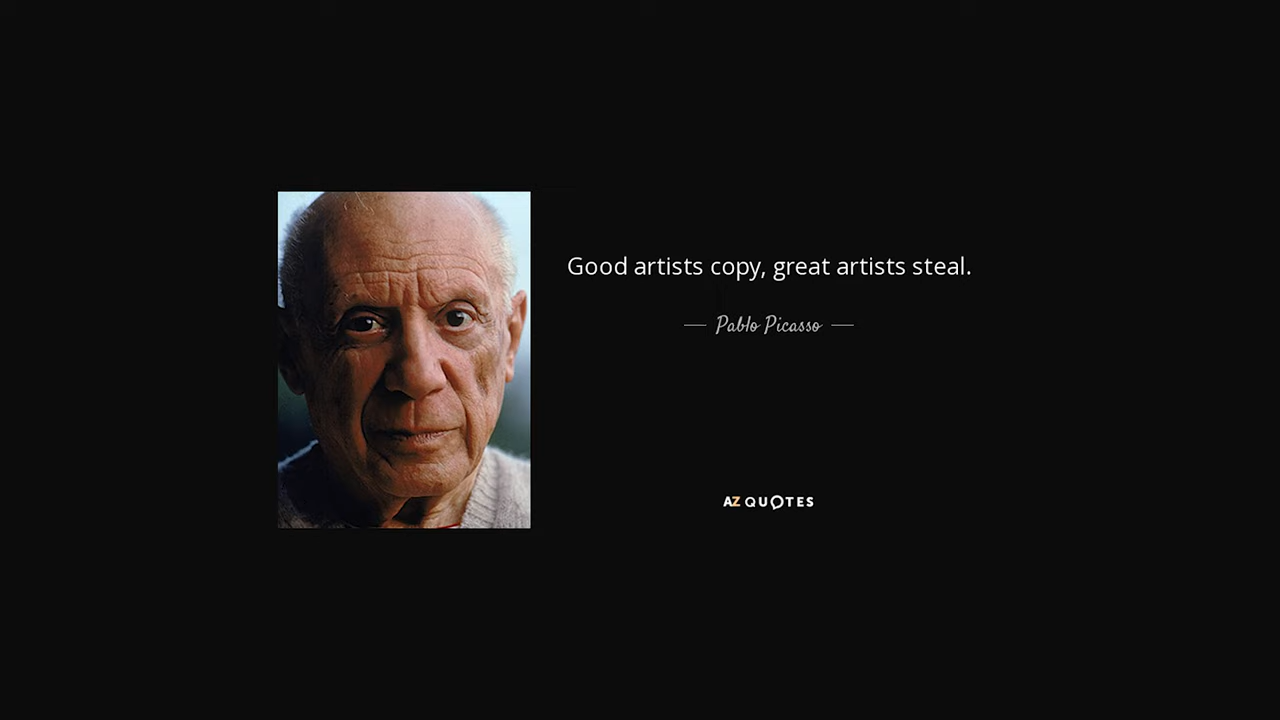 Good artists copy, great artists steal.
Pablo Picasso
AZ QUOTES